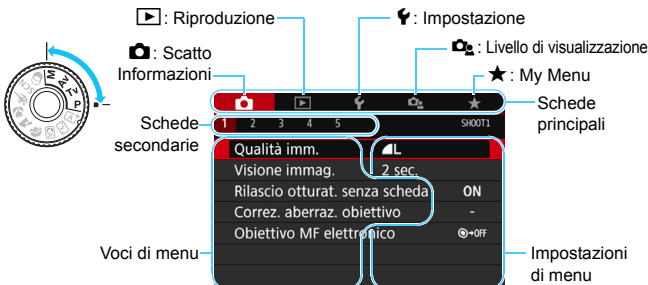 : Riproduzione
: Impostazione
: Scatto
Informazioni
: Livello di visualizzazione
: My Menu
Schede
principali
Schede
secondarie
1 2 3 4 5 SHOOT1
Qualità imm. L
Visione immag. 2 sec.
Rilascio otturat. senza scheda ON
Correz. aberraz. obiettivo -
Obiettivo MF elettronico →OFF
Voci di menu
Impostazioni
di menu
M
Av
Tv
P